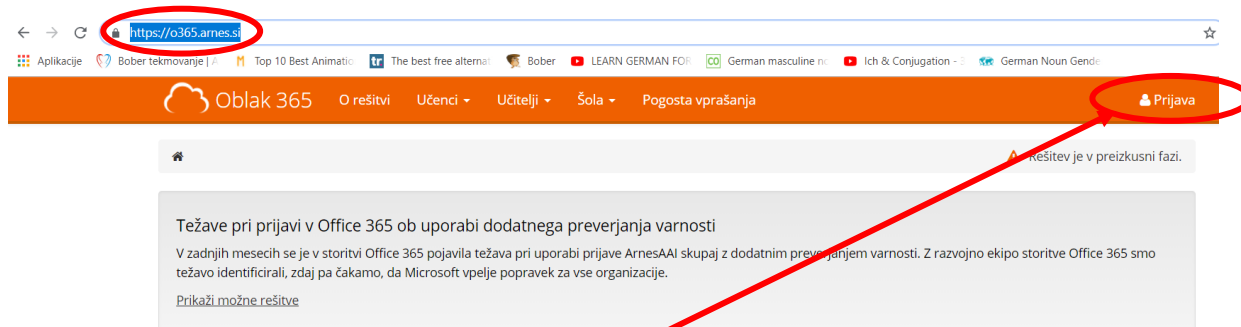 https://o365.arnes.si
Aplikacije Bober tekmovanje | Top 10 Best Animatio The best free alternat Bober LEARN GERMAN FOR German masculine no Ich & Conjugation - German Noun Gende
Oblak 365 O rešitvi Učenci Učitelji Šola Pogosta vprašanja Prijava
Rešitev je v preizkusni fazi.
Težave pri prijavi v Office 365 ob uporabi dodatnega preverjanja varnosti
V zadnjih mesecih se je v storitvi Office 365 pojavila težava pri uporabi prijave ArnesAAI skupaj z dodatnim preverjanjem varnosti. Z razvojno ekipo storitve Office 365 smo
težavo identificirali, zdaj pa čakamo, da Microsoft vpelje popravek za vse organizacije.
Prikaži možne rešitve